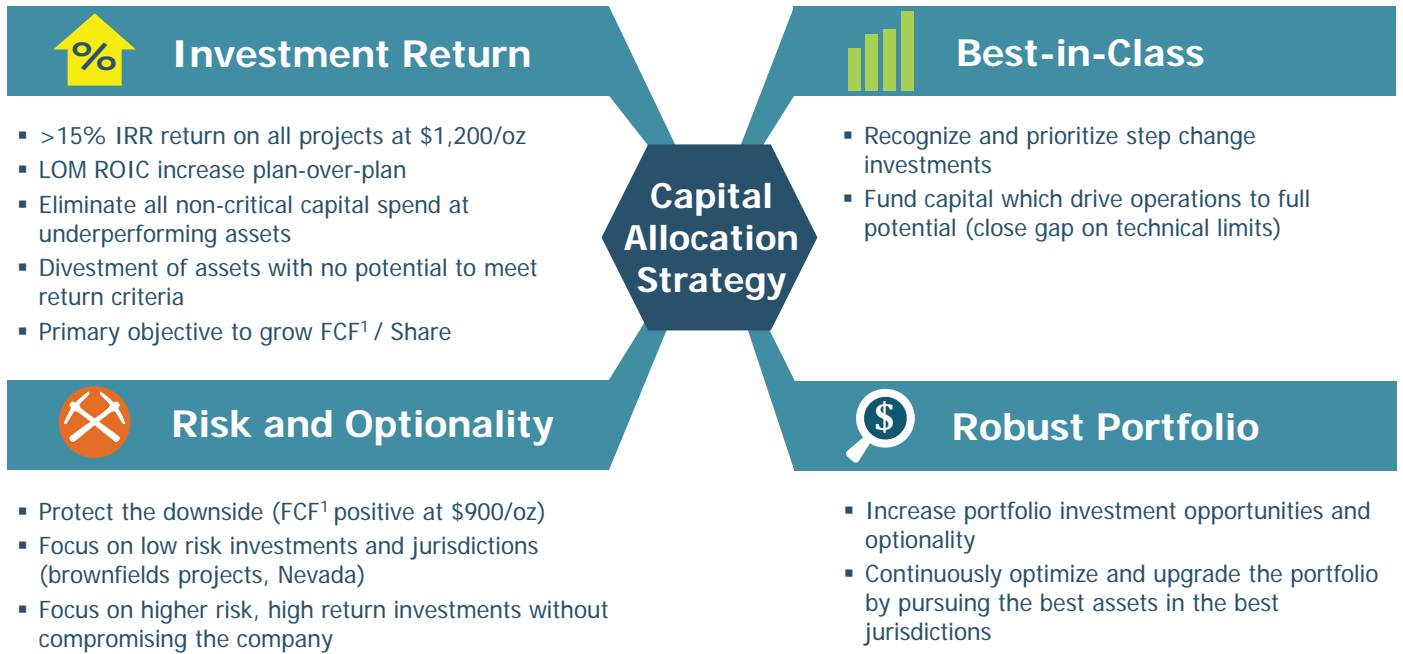 %
Investment Return
▪ >15% IRR return on all projects at $1,200/oz
▪ LOM ROIC increase plan-over-plan
▪ Eliminate all non-critical capital spend at
underperforming assets
▪ Divestment of assets with no potential to meet
return criteria
▪ Primary objective to grow FCF¹ / Share
Best-in-Class
▪ Recognize and prioritize step change
investments
▪ Fund capital which drive operations to full
potential (close gap on technical limits)
Capital
Allocation
Strategy
Risk and Optionality
▪ Protect the downside (FCF¹ positive at $900/oz)
▪ Focus on low risk investments and jurisdictions
(brownfields projects, Nevada)
▪ Focus on higher risk, high return investments without
compromising the company
$
Robust Portfolio
▪ Increase portfolio investment opportunities and
optionality
▪ Continuously optimize and upgrade the portfolio
by pursuing the best assets in the best
jurisdictions